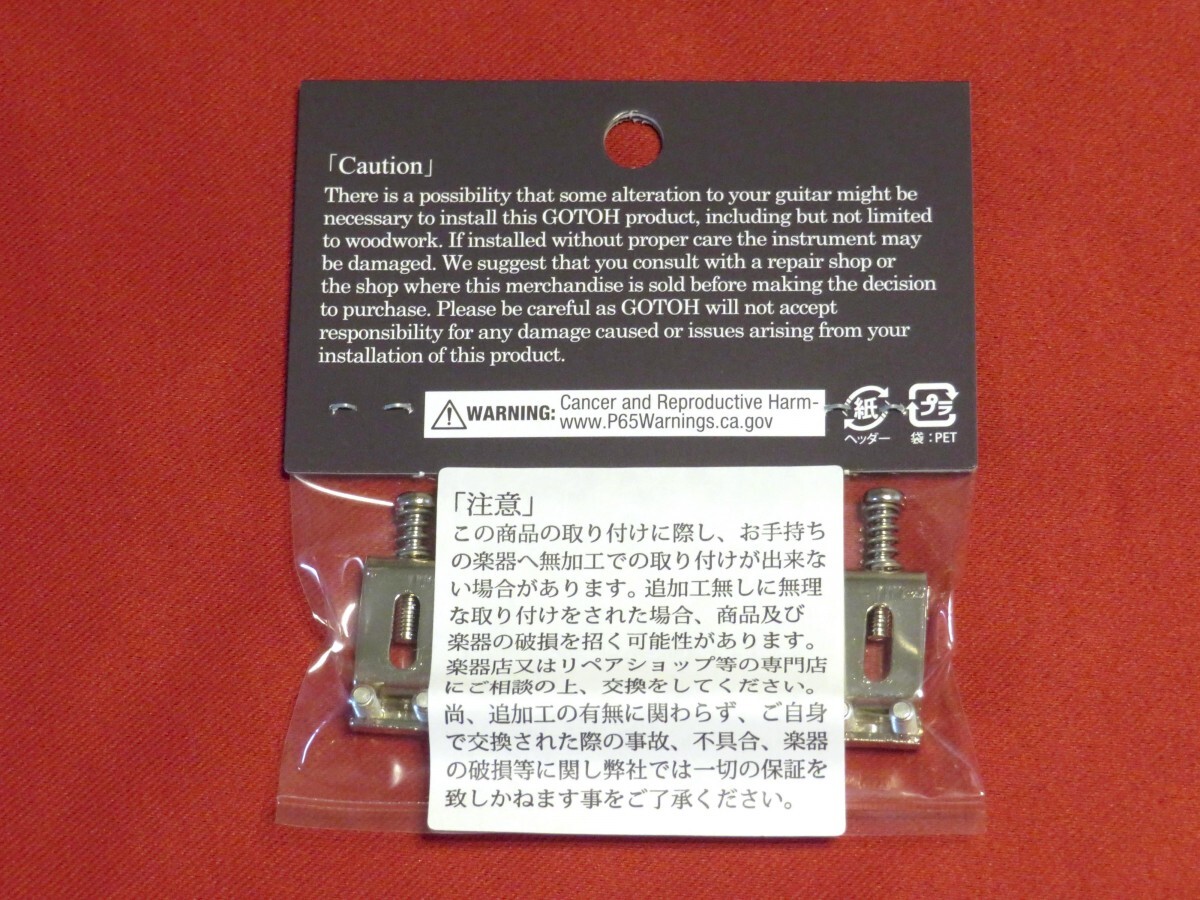 「Caution」
There is a possibility that some alteration to your guitar might be
necessary to install this GOTOH product, including but not limited
to woodwork. If installed without proper care the instrument may
be damaged. We suggest that you consult with a repair shop or
the shop where this merchandise is sold before making the decision
to purchase. Please be careful as GOTOH will not accept
responsibility for any damage caused or issues arising from your
installation of this product.
WARNING: Cancer and Reproductive Harm-
www.P65Warnings.ca.gov
紙
ヘッダー
プラ
袋：PET
「注意」
この商品の取り付けに際し、お手持ち
の楽器へ無加工での取り付けが出来な
い場合があります。追加工無しに無理
な取り付けをされた場合、商品及び
楽器の破損を招く可能性があります。
楽器店又はリペアショップ等の専門店
にご相談の上、交換をしてください。
尚、追加工の有無に関わらず、ご自身
で交換された際の事故、不具合、楽器
の破損等に関し弊社では一切の保証を
致しかねます事をご了承ください。